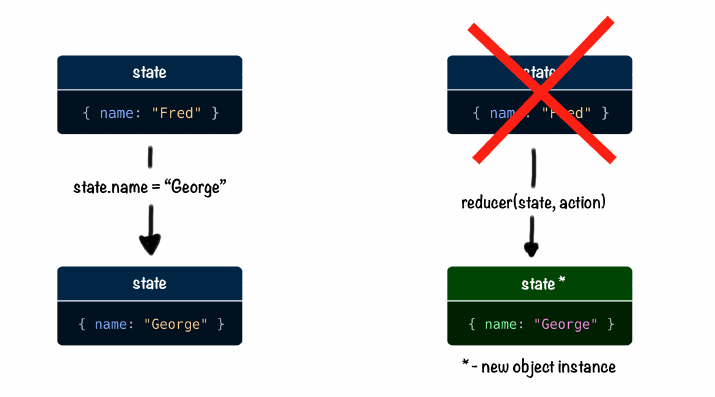 state
{ name: "Fred" }
state.name = “George”
state
{ name: "George" }
state
{ name: "Fred" }
reducer(state, action)
state *
{ name: "George" }
* - new object instance